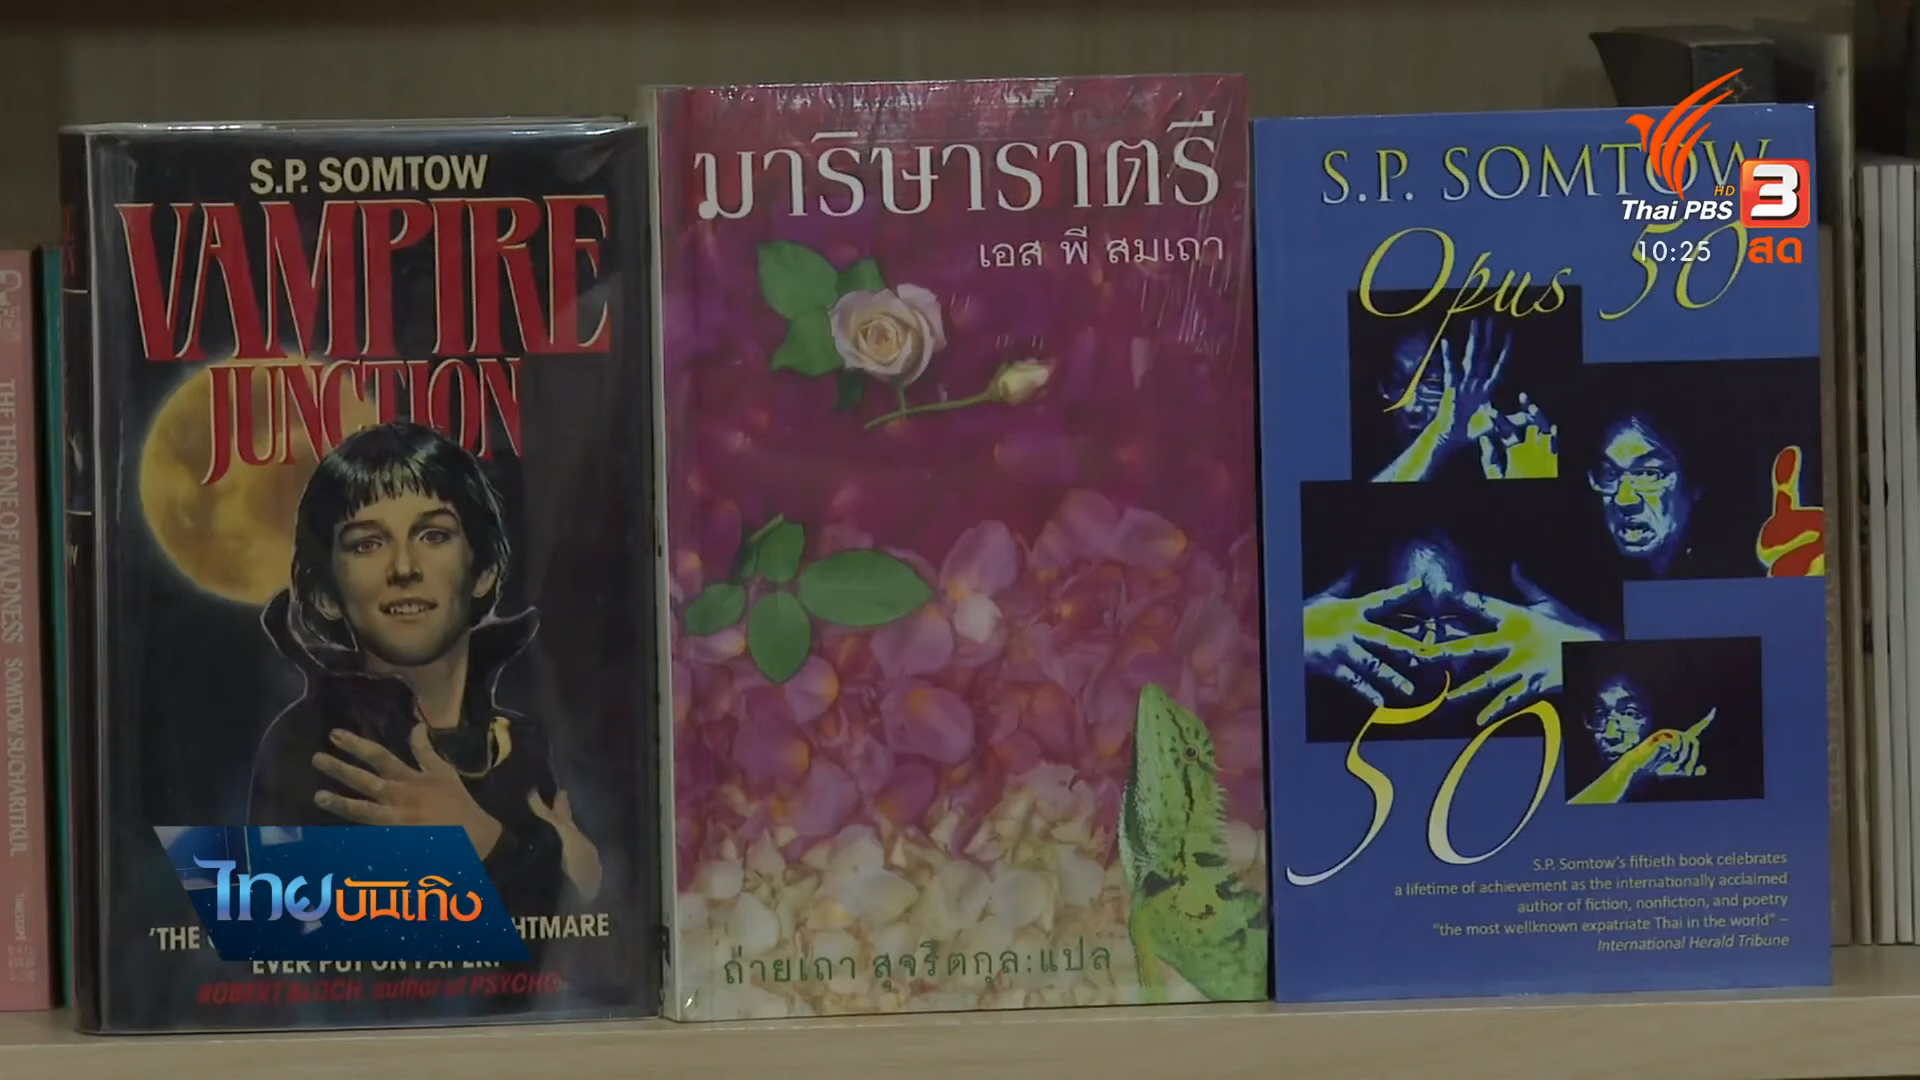 S.P. SOMTOW
VAMPIRE
JUNCTION
'THE
HTMARE
EVER PUT ON PAPER!'
ROBERT BLOCH, author of PSYCHO
มาริษาราตรี
เอส พี สมเถา
ถ่ายเถา สุจริตกุล:แปล
S.P. SOMTOW
Opus 50
50
S.P. Somtow's fiftieth book celebrates
a lifetime of achievement as the internationally acclaimed
author of fiction, nonfiction, and poetry
"the most wellknown expatriate Thai in the world" –
International Herald Tribune
THE THRONE OF MADNESS SOMTOW SUCHARITKUL
Thai PBS HD 3
10:25 สด
ไทยบันเทิง